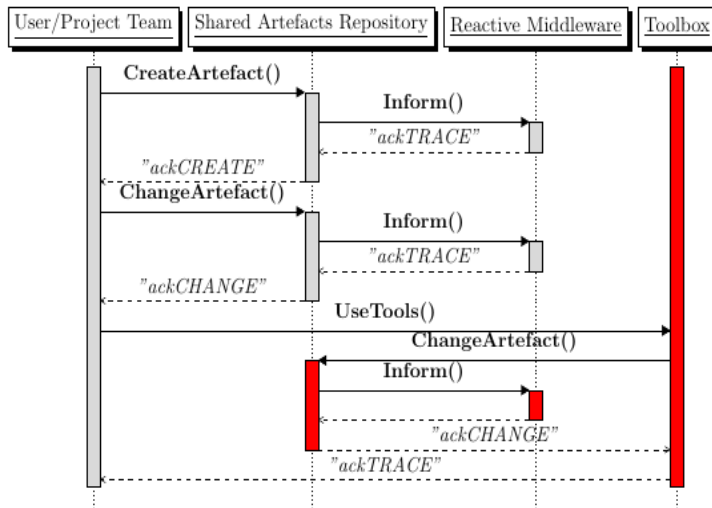 User/Project Team
Shared Artefacts Repository
Reactive Middleware
Toolbox
CreateArtefact()
Inform()
"ackTRACE"
"ackCREATE"
ChangeArtefact()
Inform()
"ackTRACE"
"ackCHANGE"
UseTools()
ChangeArtefact()
Inform()
"ackCHANGE"
"ackTRACE"